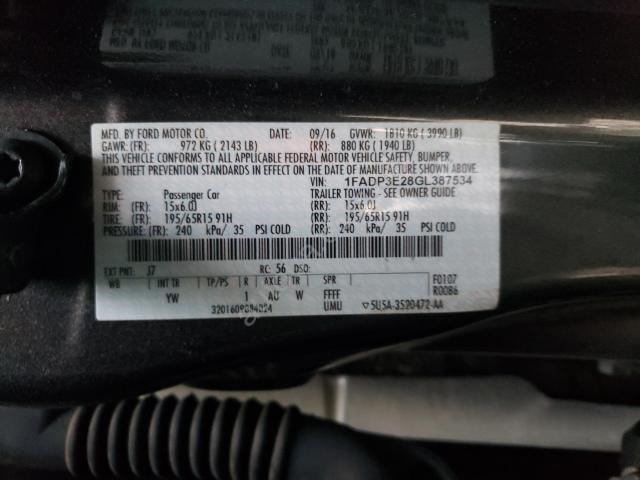 MFD. BY FORD MOTOR CO. DATE: 09/16 GVWR: 1810 KG ( 3990 LB)
GAWR: (FR): 972 KG ( 2143 LB) (RR): 880 KG ( 1940 LB)
THIS VEHICLE CONFORMS TO ALL APPLICABLE FEDERAL MOTOR VEHICLE SAFETY, BUMPER,
AND THEFT PREVENTION STANDARDS IN EFFECT ON THE DATE OF MANUFACTURE SHOWN ABOVE.
VIN: 1FADP3E28GL387534
TYPE: Passenger Car TRAILER TOWING - SEE OWNER GUIDE
RIM: (FR): 15x6.0J (RR): 15x6.0J
TIRE: (FR): 195/65R15 91H (RR): 195/65R15 91H
PRESSURE: (FR): 240 kPa/ 35 PSI COLD (RR): 240 kPa/ 35 PSI COLD
EXT PNT: J7 RC: 56 DSO: F0107
WB INT TR TP/PS R AXLE TR SPR R0086
YW 1 AU W FFFF
3201609084024 UMU 5U5A-3520472-AA